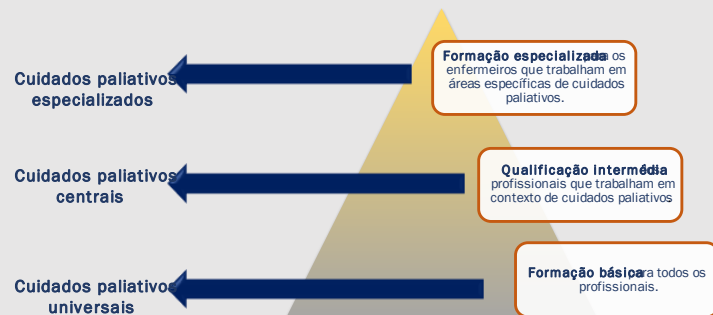 Cuidados paliativos
especializados
Formação especializada para os
enfermeiros que trabalham em
áreas específicas de cuidados
paliativos.
Cuidados paliativos
centrais
Qualificação intermédia
profissionais que trabalham em
contexto de cuidados paliativos.
Cuidados paliativos
universais
Formação básica para todos os
profissionais.